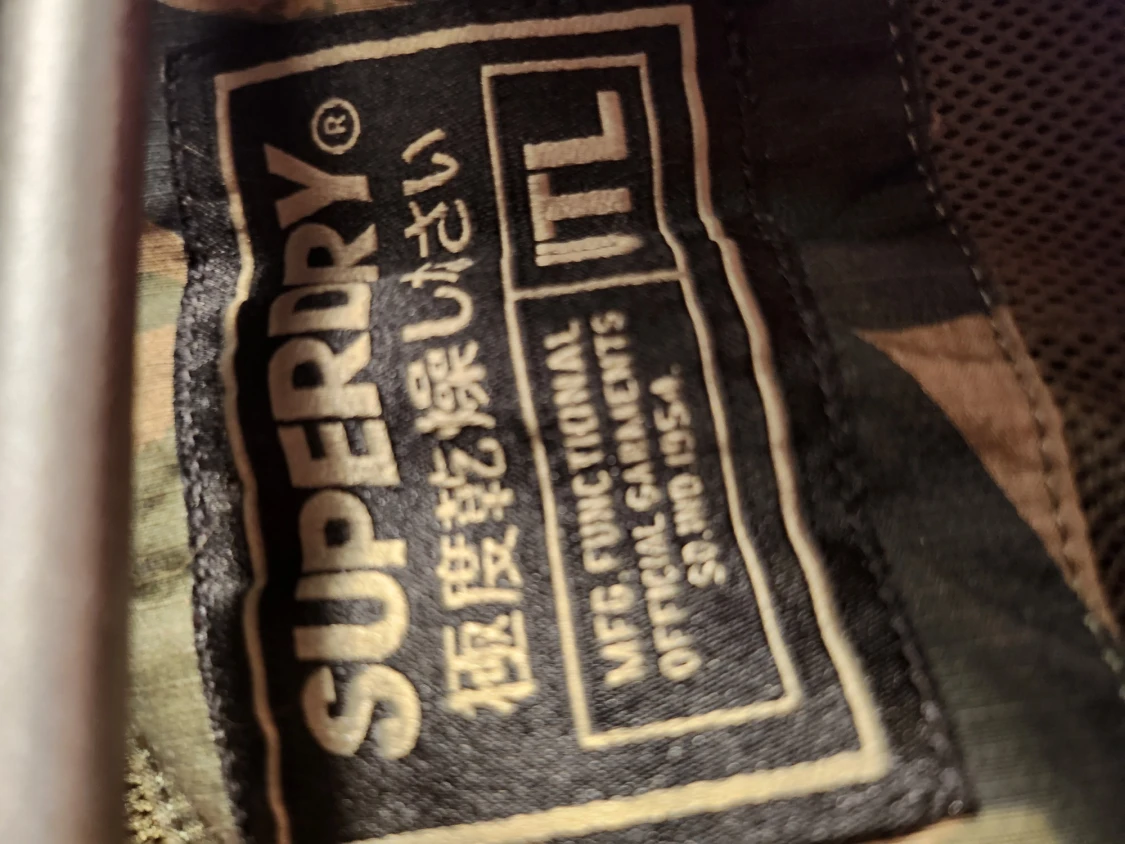 SUPERDRY®
極度乾燥しなさい
MFG. FUNCTIONAL
OFFICIAL GARMENTS
SD. NO. 1954.
ITL